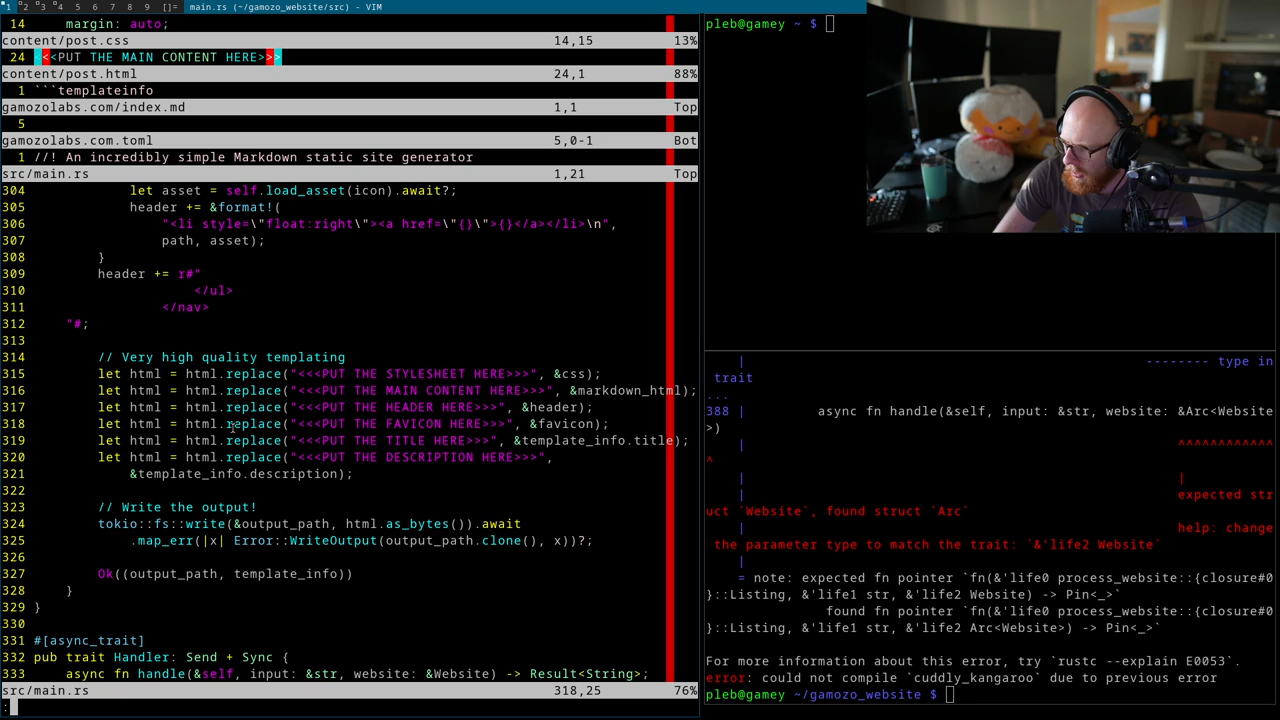 1 2 3 4 5 6 7 8 9 []= main.rs (~/gamozo_website/src) - VIM
14     margin: auto;
content/post.css 14,15 13%
24 <<<PUT THE MAIN CONTENT HERE>>>
content/post.html 24,1 88%
1 ```templateinfo
gamozolabs.com/index.md 1,1 Top
5
gamozolabs.com.toml 5,0-1 Bot
1 //! An incredibly simple Markdown static site generator
src/main.rs 1,21 Top
304             let asset = self.load_asset(icon).await?;
305             header += &format!(
306                 "<li style=\"float:right\"><a href=\"{}\">{}</a></li>\n",
307                 path, asset);
308         }
309         header += r#"
310                     </ul>
311                 </nav>
312     "#;
313
314         // Very high quality templating
315         let html = html.replace("<<<PUT THE STYLESHEET HERE>>>", &css);
316         let html = html.replace("<<<PUT THE MAIN CONTENT HERE>>>", &markdown_html);
317         let html = html.replace("<<<PUT THE HEADER HERE>>>", &header);
318         let html = html.replace("<<<PUT THE FAVICON HERE>>>", &favicon);
319         let html = html.replace("<<<PUT THE TITLE HERE>>>", &template_info.title);
320         let html = html.replace("<<<PUT THE DESCRIPTION HERE>>>",
321             &template_info.description);
322
323         // Write the output!
324         tokio::fs::write(&output_path, html.as_bytes()).await
325             .map_err(|x| Error::WriteOutput(output_path.clone(), x))?;
326
327         Ok((output_path, template_info))
328     }
329 }
330
331 #[async_trait]
332 pub trait Handler: Send + Sync {
333     async fn handle(&self, input: &str, website: &Website) -> Result<String>;
src/main.rs 318,25 76%
:
pleb@gamey ~ $
| -------- type in
trait
...
388 |         async fn handle(&self, input: &str, website: &Arc<Website
>)
| ^^^^^^^^^^^^
^
| |
| expected str
uct `Website`, found struct `Arc`
| help: change
the parameter type to match the trait: `&'life2 Website`
|
= note: expected fn pointer `fn(&'life0 process_website::{closure#0
}::Listing, &'life1 str, &'life2 Website) -> Pin<_>`
found fn pointer `fn(&'life0 process_website::{closure#0
}::Listing, &'life1 str, &'life2 Arc<Website>) -> Pin<_>`
For more information about this error, try `rustc --explain E0053`.
error: could not compile `cuddly_kangaroo` due to previous error
pleb@gamey ~/gamozo_website $